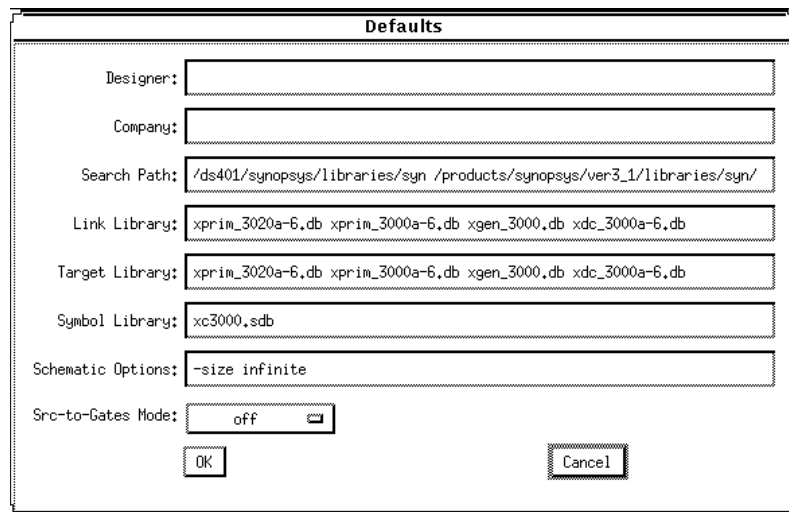 Defaults
Designer:
Company:
Search Path: /ds401/synopsys/libraries/syn /products/synopsys/ver3_1/libraries/syn/
Link Library: xprim_3020a-6.db xprim_3000a-6.db xgen_3000.db xdc_3000a-6.db
Target Library: xprim_3020a-6.db xprim_3000a-6.db xgen_3000.db xdc_3000a-6.db
Symbol Library: xc3000.sdb
Schematic Options: -size infinite
Src-to-Gates Mode: off
OK Cancel